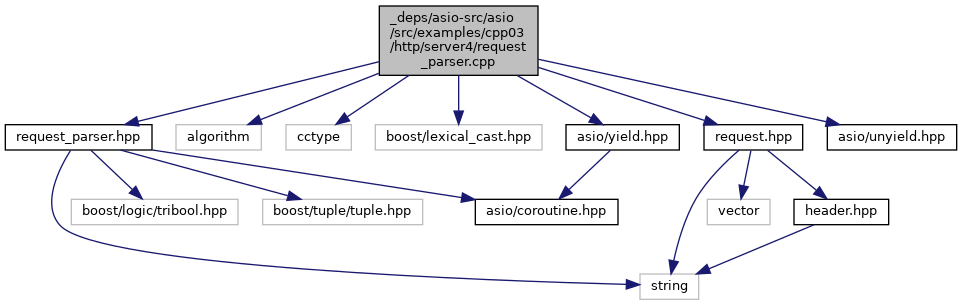 _deps/asio-src/asio
/src/examples/cpp03
/http/server4/request
_parser.cpp
request_parser.hpp
algorithm
cctype
boost/lexical_cast.hpp
asio/yield.hpp
request.hpp
asio/unyield.hpp
boost/logic/tribool.hpp
boost/tuple/tuple.hpp
asio/coroutine.hpp
vector
header.hpp
string